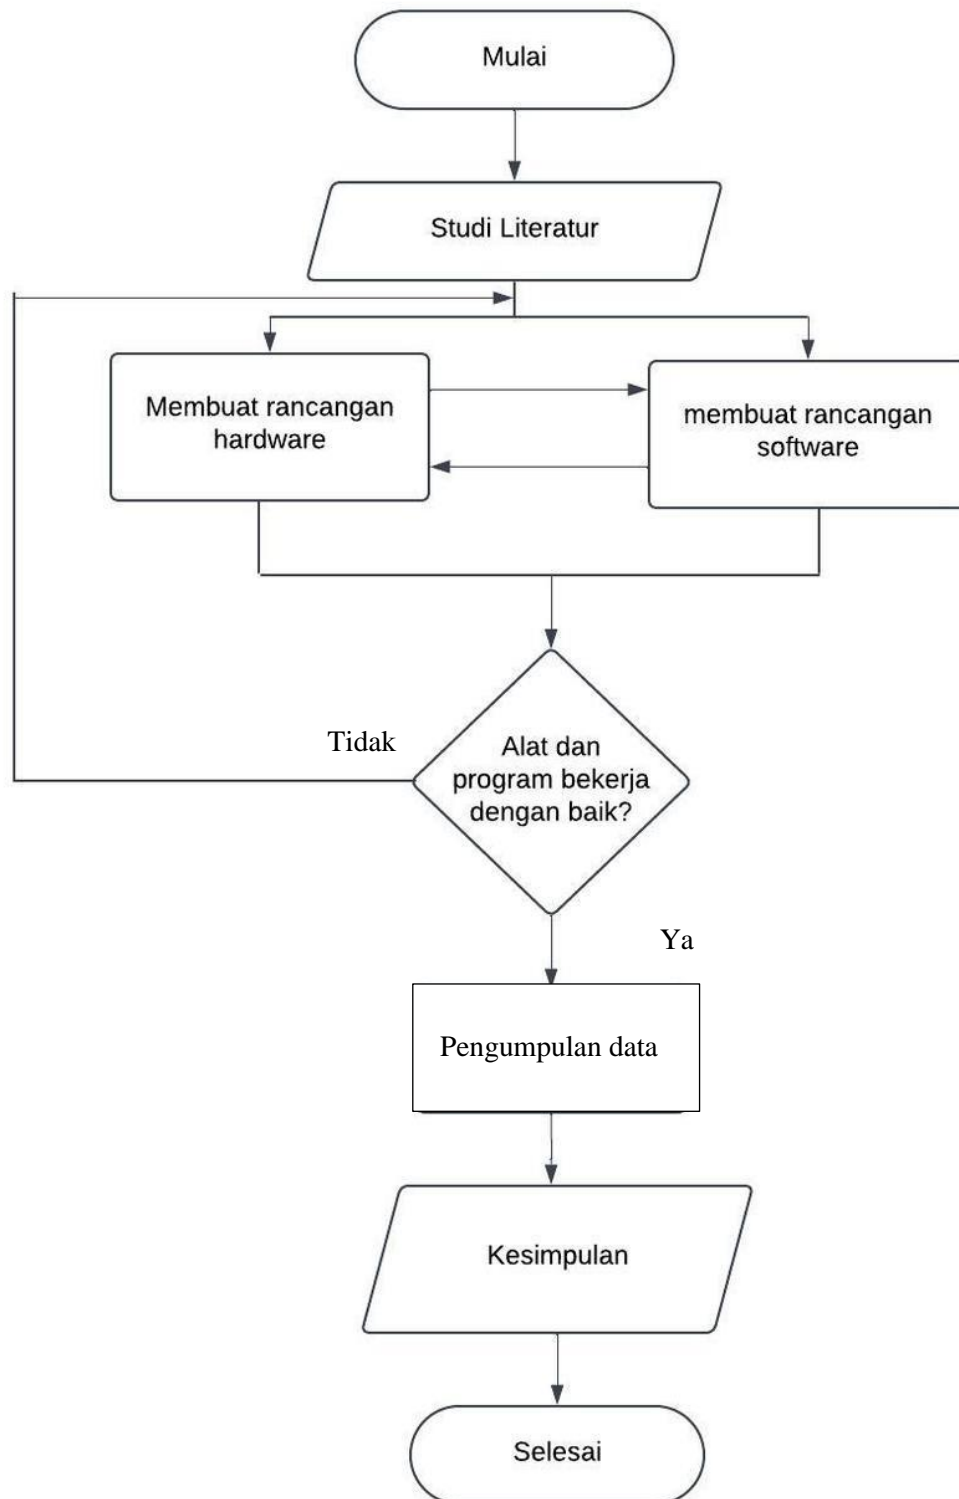 Mulai
Studi Literatur
Membuat rancangan
hardware
membuat rancangan
software
Tidak
Alat dan
program bekerja
dengan baik?
Ya
Pengumpulan data
Kesimpulan
Selesai